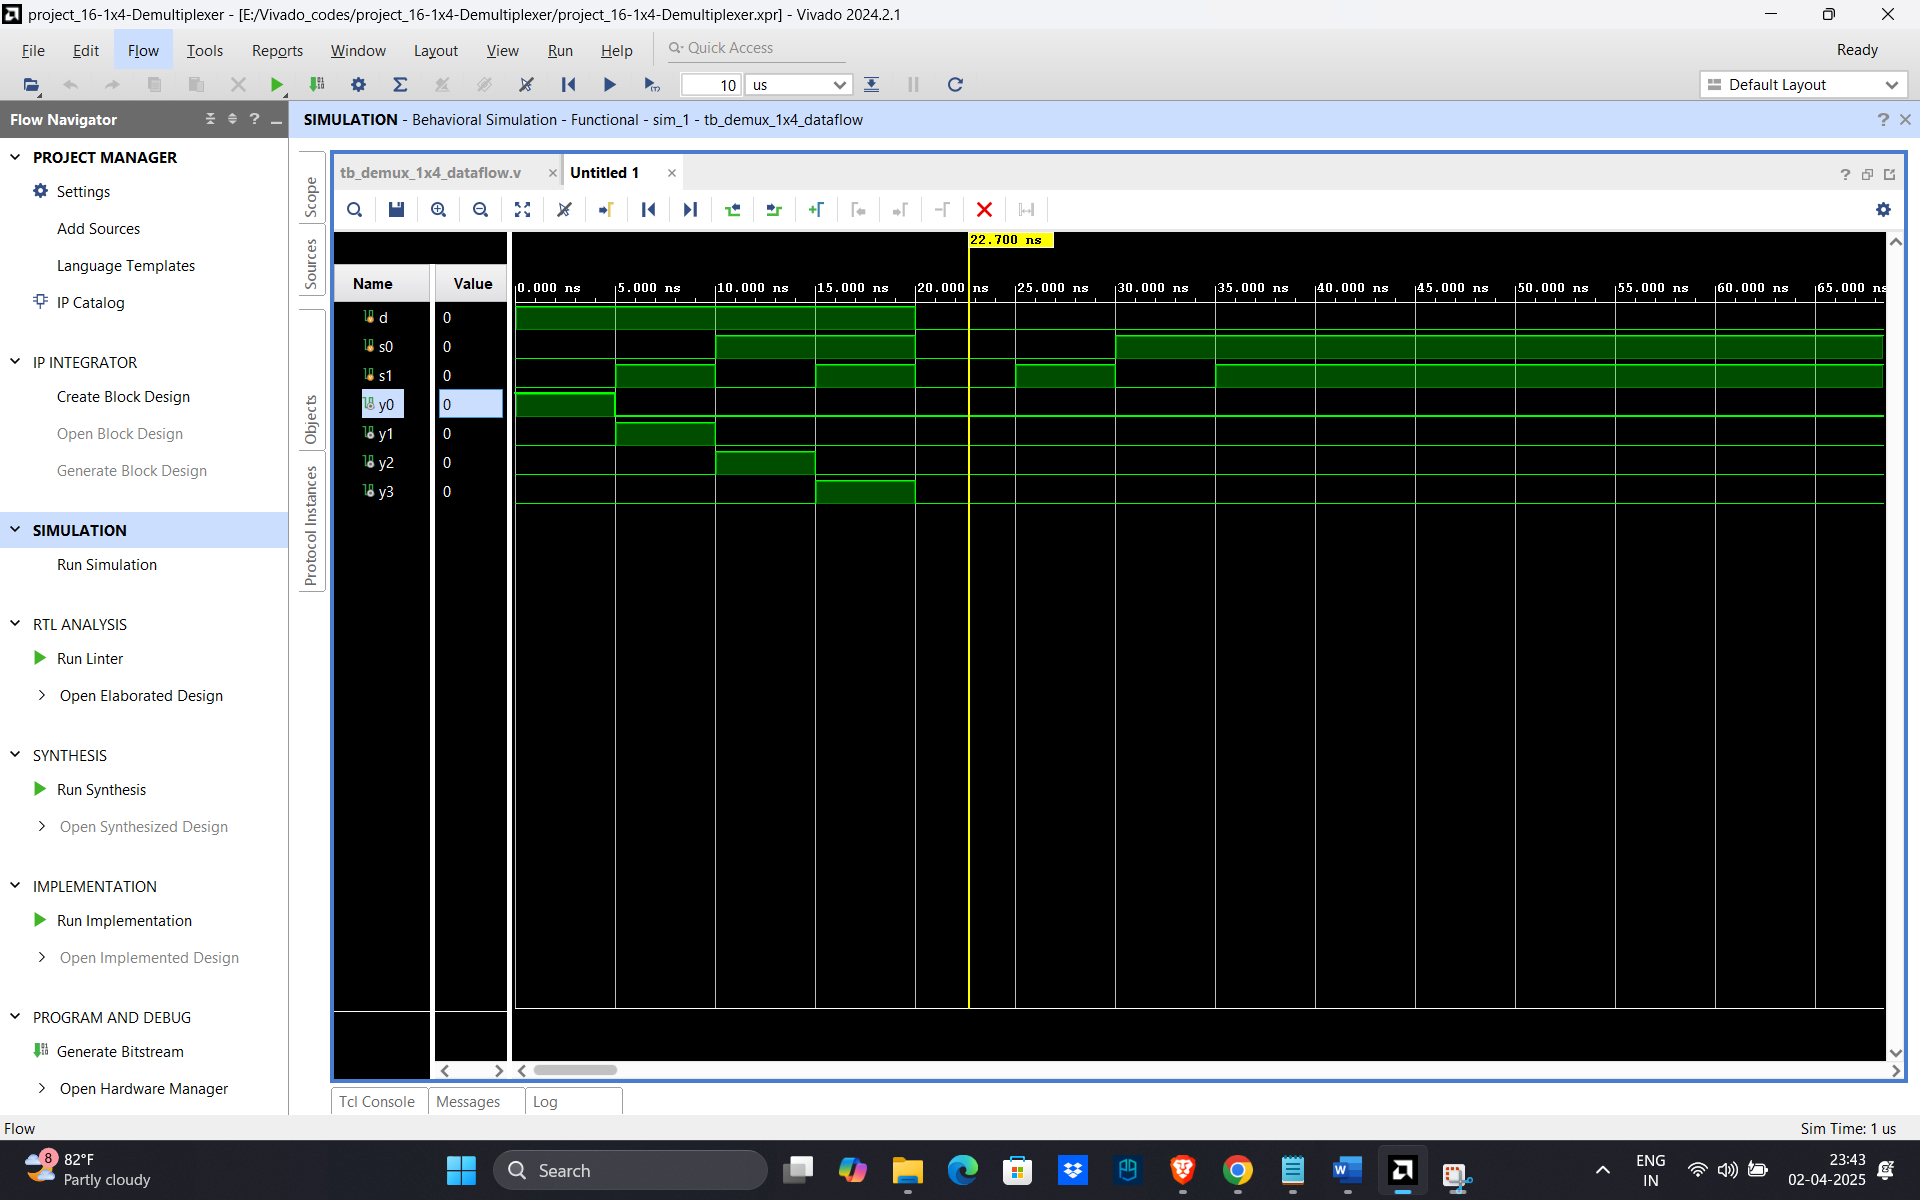 project_16-1x4-Demultiplexer - [E:/Vivado_codes/project_16-1x4-Demultiplexer/project_16-1x4-Demultiplexer.xpr] - Vivado 2024.2.1
File Edit Flow Tools Reports Window Layout View Run Help Quick Access Ready
10 us Default Layout
Flow Navigator
SIMULATION - Behavioral Simulation - Functional - sim_1 - tb_demux_1x4_dataflow
PROJECT MANAGER
Settings
Add Sources
Language Templates
IP Catalog
IP INTEGRATOR
Create Block Design
Open Block Design
Generate Block Design
SIMULATION
Run Simulation
RTL ANALYSIS
Run Linter
Open Elaborated Design
SYNTHESIS
Run Synthesis
Open Synthesized Design
IMPLEMENTATION
Run Implementation
Open Implemented Design
PROGRAM AND DEBUG
Generate Bitstream
Open Hardware Manager
Scope
Sources
Objects
Protocol Instances
tb_demux_1x4_dataflow.v Untitled 1
22.700 ns
Name Value
0.000 ns 5.000 ns 10.000 ns 15.000 ns 20.000 ns 25.000 ns 30.000 ns 35.000 ns 40.000 ns 45.000 ns 50.000 ns 55.000 ns 60.000 ns 65.000 ns
d 0
s0 0
s1 0
y0 0
y1 0
y2 0
y3 0
Tcl Console Messages Log
Flow Sim Time: 1 us
8
82°F
Partly cloudy
Search
ENG
IN
23:43
02-04-2025